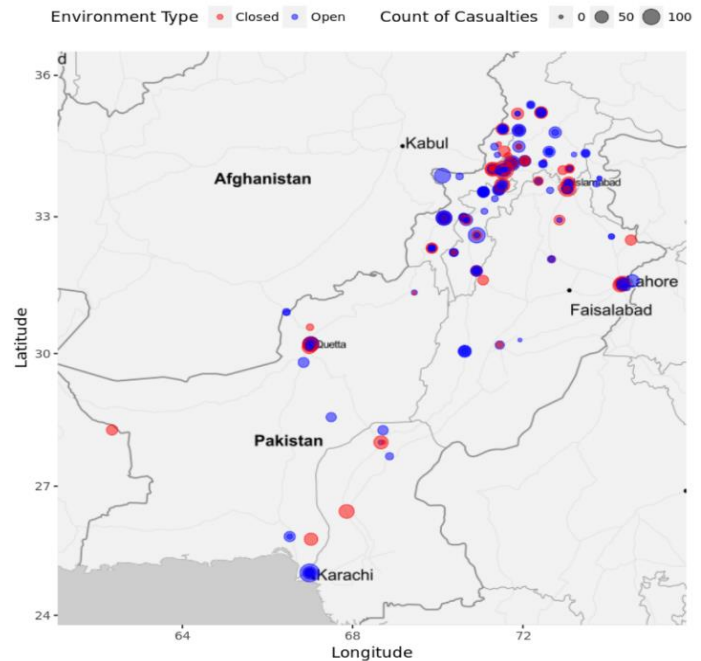 Environment Type Closed Open Count of Casualties 0 50 100
d
36
Kabul
Afghanistan
Islamabad
33
Lahore
Faisalabad
Quetta
30
Latitude
Pakistan
27
Karachi
24
64 68 72
Longitude